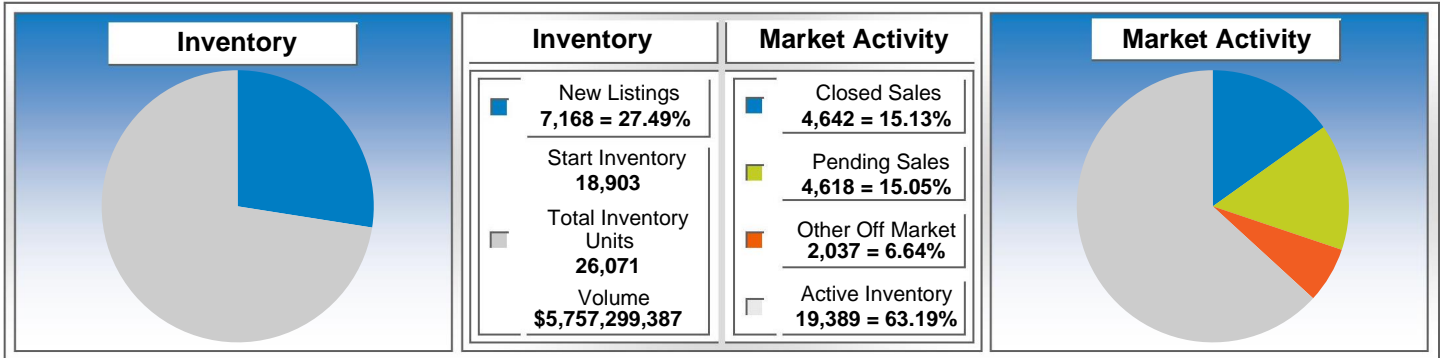 Inventory
Inventory
New Listings
7,168 = 27.49%
Start Inventory
18,903
Total Inventory
Units
26,071
Volume
$5,757,299,387
Market Activity
Closed Sales
4,642 = 15.13%
Pending Sales
4,618 = 15.05%
Other Off Market
2,037 = 6.64%
Active Inventory
19,389 = 63.19%
Market Activity